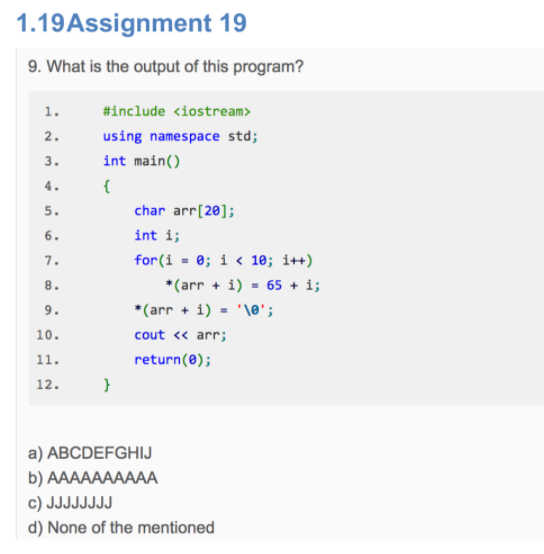 1.19Assignment 19
9. What is the output of this program?
1. #include <iostream>
2. using namespace std;
3. int main()
4. {
5. char arr[20];
6. int i;
7. for(i = 0; i < 10; i++)
8. *(arr + i) = 65 + i;
9. *(arr + i) = '\0';
10. cout << arr;
11. return(0);
12. }
a) ABCDEFGHIJ
b) AAAAAAAAAA
c) JJJJJJJJ
d) None of the mentioned